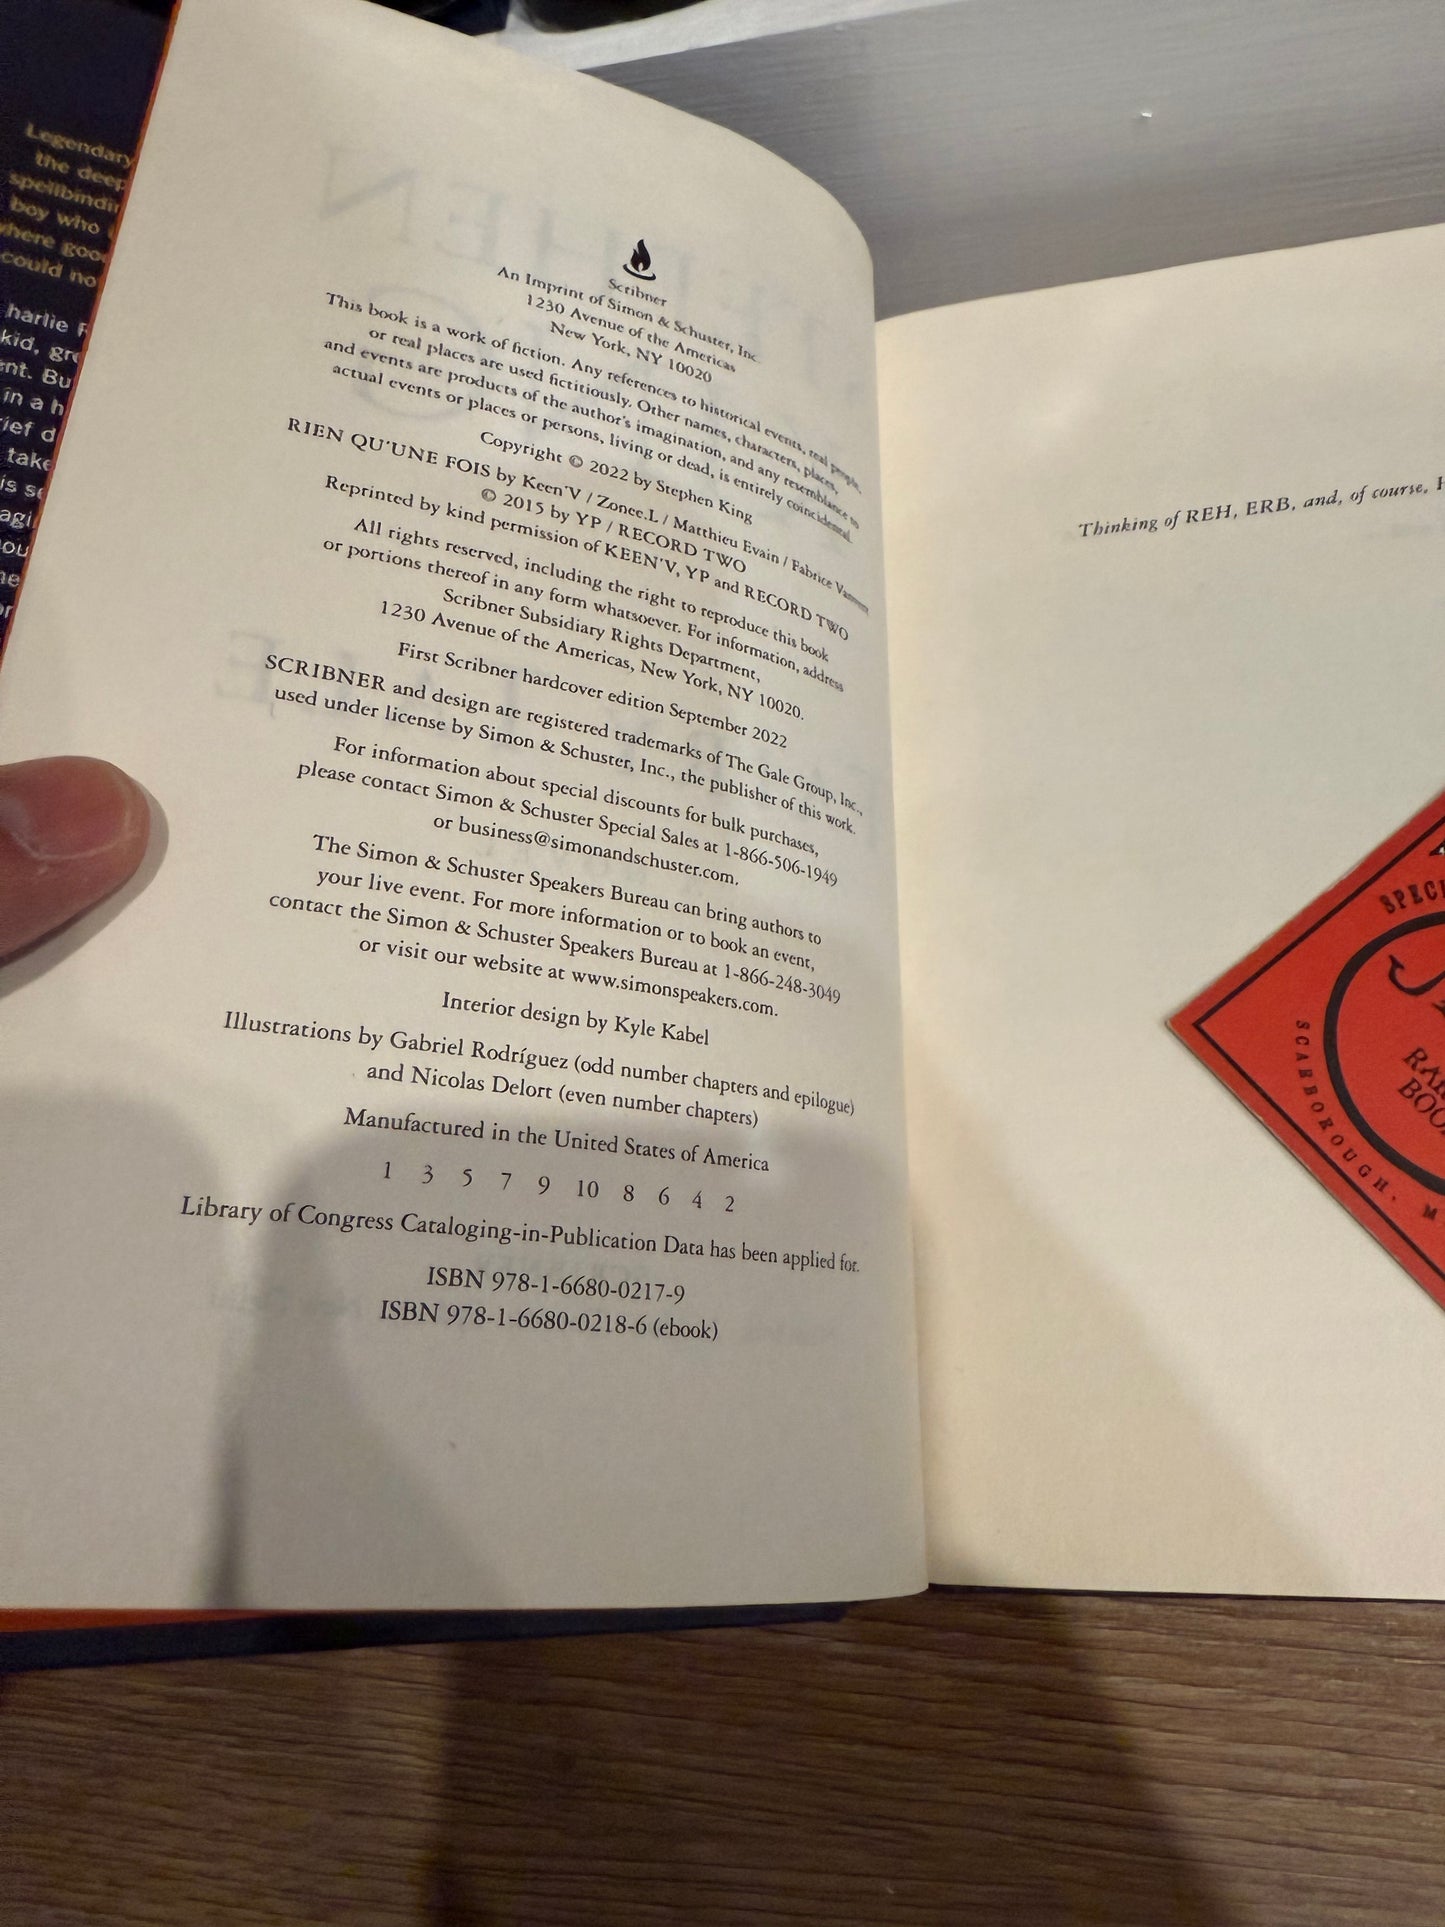 Legendary
the deep
boy who
where good
could no
harlie R
kid, gre
ent. Bu
in a h
rief d
take
Scribner
An Imprint of Simon & Schuster, Inc.
1230 Avenue of the Americas
New York, NY 10020
This book is a work of fiction. Any references to historical events, real people,
or real places are used fictitiously. Other names, characters, places,
and events are products of the author's imagination, and any resemblance to
actual events or places or persons, living or dead, is entirely coincidental.
Copyright © 2022 by Stephen King
RIEN QU'UNE FOIS by Keen'V / Zonee.L / Matthieu Evain / Fabrice
© 2015 by YP / RECORD TWO
Reprinted by kind permission of KEEN'V, YP and RECORD TWO
All rights reserved, including the right to reproduce this book
or portions thereof in any form whatsoever. For information, address
Scribner Subsidiary Rights Department,
1230 Avenue of the Americas, New York, NY 10020.
First Scribner hardcover edition September 2022
SCRIBNER and design are registered trademarks of The Gale Group, Inc.,
used under license by Simon & Schuster, Inc., the publisher of this work.
For information about special discounts for bulk purchases,
please contact Simon & Schuster Special Sales at 1-866-506-1949
or business@simonandschuster.com.
The Simon & Schuster Speakers Bureau can bring authors to
your live event. For more information or to book an event,
contact the Simon & Schuster Speakers Bureau at 1-866-248-3049
or visit our website at www.simonspeakers.com.
Interior design by Kyle Kabel
Illustrations by Gabriel Rodríguez (odd number chapters and epilogue)
and Nicolas Delort (even number chapters)
Manufactured in the United States of America
1 3 5 7 9 10 8 6 4 2
Library of Congress Cataloging-in-Publication Data has been applied for.
ISBN 978-1-6680-0217-9
ISBN 978-1-6680-0218-6 (ebook)
Thinking of REH, ERB, and, of course, H
SPECI
RAR
BOO
SCARBOROUGH, M